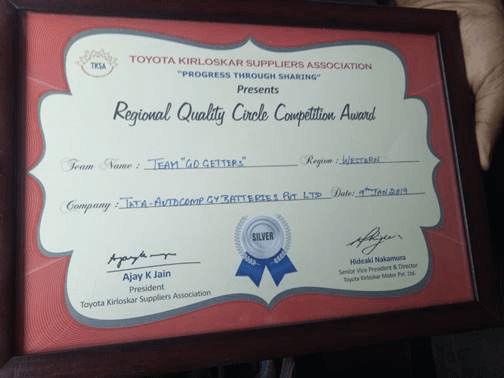 TKSA
TOYOTA KIRLOSKAR SUPPLIERS ASSOCIATION
"PROGRESS THROUGH SHARING"
Presents
Regional Quality Circle Competition Award
Team Name : TEAM "GO GETTERS" Region : WESTERN
Company : TATA-AUTOCOMP GY BATTERIES PVT LTD Date: 9th JAN 2019
SILVER
Ajay K Jain
President
Toyota Kirloskar Suppliers Association
Hideaki Nakamura
Senior Vice President & Director
Toyota Kirloskar Motor Pvt. Ltd.